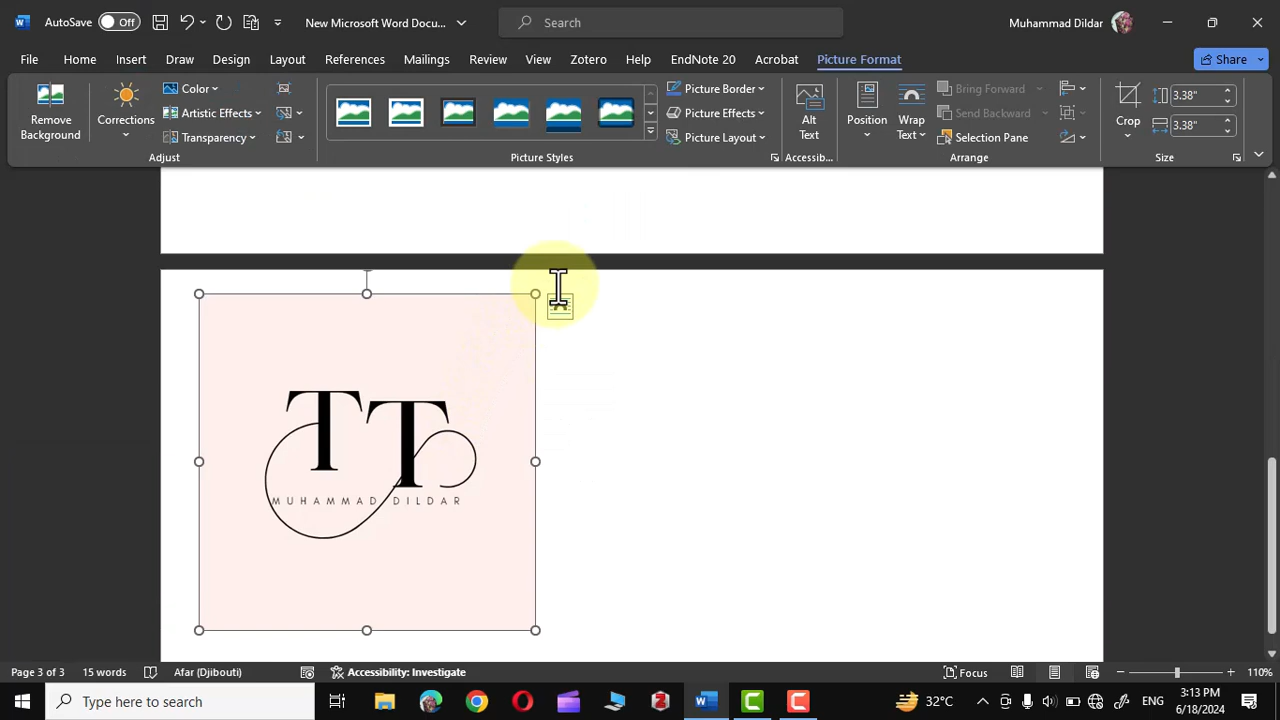 AutoSave Off New Microsoft Word Docu... Search Muhammad Dildar
File Home Insert Draw Design Layout References Mailings Review View Zotero Help EndNote 20 Acrobat Picture Format Share
Remove Background
Corrections
Color
Artistic Effects
Transparency
Adjust
Picture Border
Picture Effects
Picture Layout
Picture Styles
Alt Text
Accessib...
Position
Wrap Text
Bring Forward
Send Backward
Selection Pane
Arrange
Crop
3.38"
3.38"
Size
TT
MUHAMMAD DILDAR
Page 3 of 3 15 words Afar (Djibouti) Accessibility: Investigate Focus 110%
Type here to search 32°C ENG 3:13 PM
6/18/2024